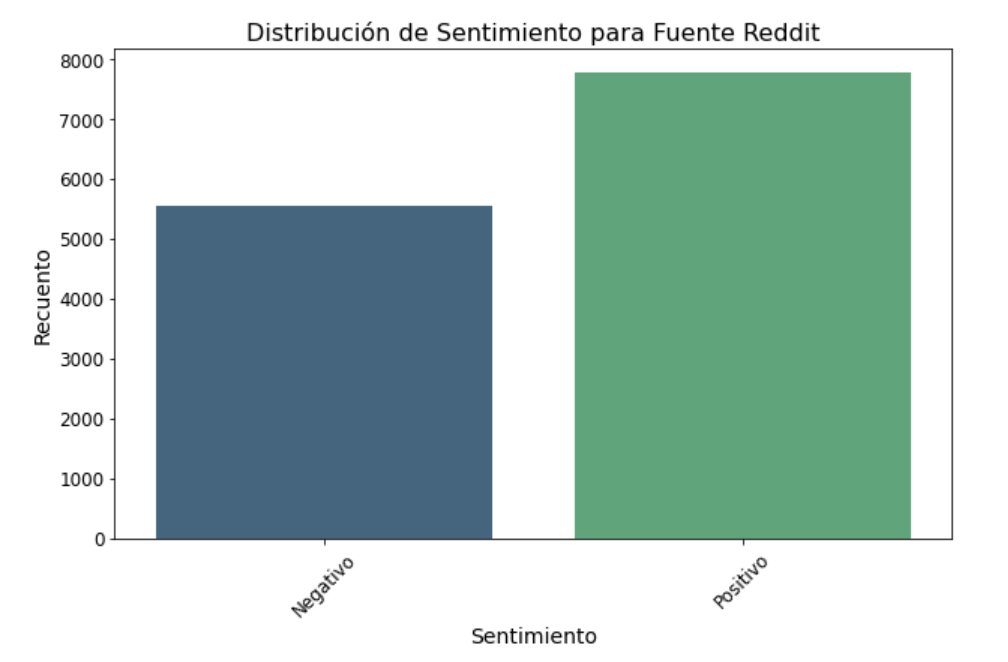 Distribución de Sentimiento para Fuente Reddit
8000
7000
6000
5000
4000
3000
2000
1000
0
Recuento
Negativo
Positivo
Sentimiento